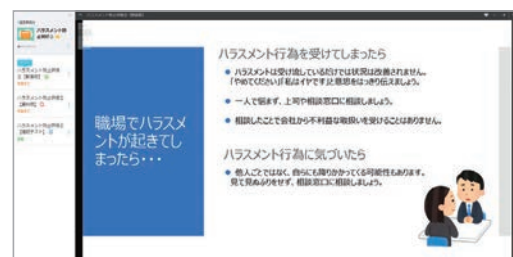 ハラスメント防
職場でハラスメ
ントが起きてし
まったら・・・
ハラスメント行為を受けてしまったら
● ハラスメントは受け流しているだけでは状況は改善されません。
「やめてください」「私はイヤです」と意思をはっきり伝えましょう。
● 一人で悩まず、上司や相談窓口に相談しましょう。
● 相談したことで会社から不利益な取扱いを受けることはありません。
ハラスメント行為に気づいたら
● 他人ごとではなく、自らにも降りかかってくる可能性もあります。
見て見ぬふりをせず、相談窓口に相談しましょう。